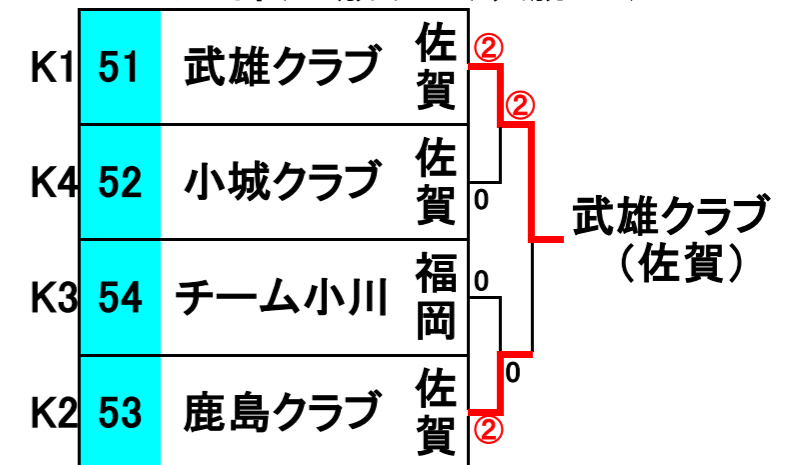 K1 51 武雄クラブ 佐賀 ②
②
K4 52 小城クラブ 佐賀 0
武雄クラブ
（佐賀）
K3 54 チーム小川 福岡 0
0
K2 53 鹿島クラブ 佐賀 ②